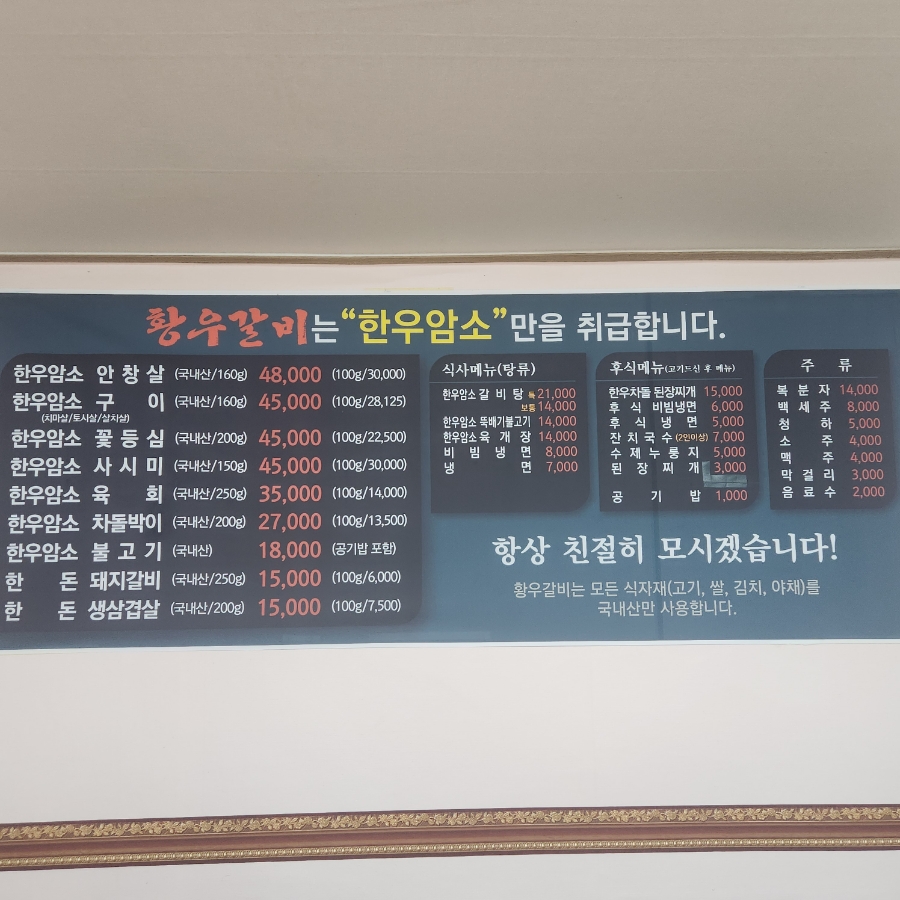 황우갈비는 “한우암소”만을 취급합니다.
한우암소 안창살 (국내산/160g) 48,000 (100g/30,000)
한우암소 구이 (국내산/160g) 45,000 (100g/28,125)
(치마살/토시살/살치살)
한우암소 꽃등심 (국내산/200g) 45,000 (100g/22,500)
한우암소 사시미 (국내산/150g) 45,000 (100g/30,000)
한우암소 육회 (국내산/250g) 35,000 (100g/14,000)
한우암소 차돌박이 (국내산/200g) 27,000 (100g/13,500)
한우암소 불고기 (국내산) 18,000 (공기밥 포함)
한돈 돼지갈비 (국내산/250g) 15,000 (100g/6,000)
한돈 생삼겹살 (국내산/200g) 15,000 (100g/7,500)
식사메뉴(탕류)
한우암소 갈비탕 특 21,000
보통 14,000
한우암소 뚝배기불고기 14,000
한우암소 육개장 14,000
비빔냉면 8,000
냉면 7,000
후식메뉴(고기드신 후 메뉴)
한우차돌 된장찌개 15,000
후식 비빔냉면 6,000
후식 냉면 5,000
잔치국수 (2인이상) 7,000
수제누룽지 5,000
된장찌개 3,000
공기밥 1,000
주류
복분자 14,000
백세주 8,000
청하 5,000
소주 4,000
맥주 4,000
막걸리 3,000
음료수 2,000
항상 친절히 모시겠습니다!
황우갈비는 모든 식자재(고기, 쌀, 김치, 야채)를
국내산만 사용합니다.